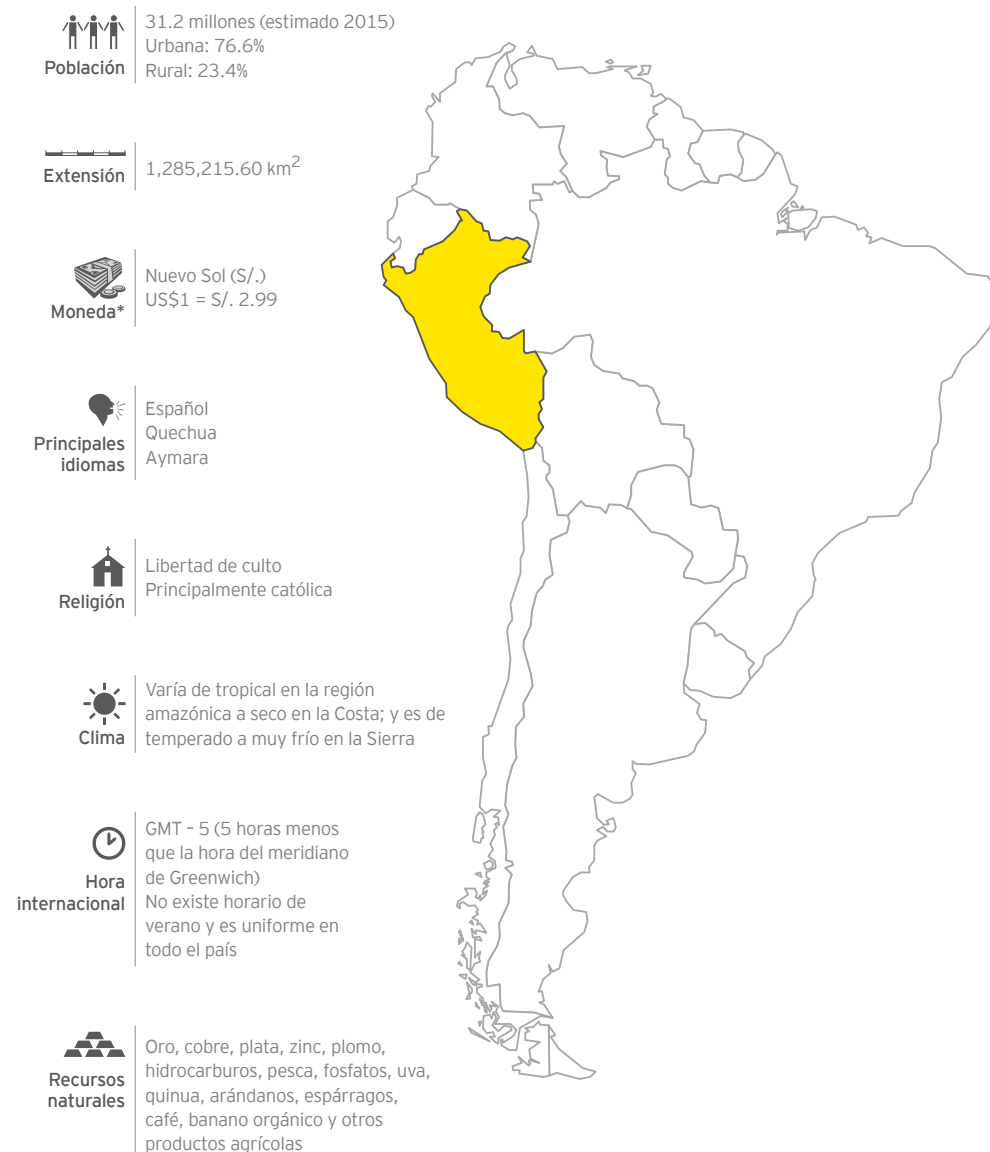 Población
31.2 millones (estimado 2015)
Urbana: 76.6%
Rural: 23.4%
Extensión
1,285,215.60 km²
Moneda*
Nuevo Sol (S/.)
US$1 = S/. 2.99
Principales
idiomas
Español
Quechua
Aymara
Religión
Libertad de culto
Principalmente católica
Clima
Varía de tropical en la región
amazónica a seco en la Costa; y es de
temperado a muy frío en la Sierra
Hora
internacional
GMT – 5 (5 horas menos
que la hora del meridiano
de Greenwich)
No existe horario de
verano y es uniforme en
todo el país
Recursos
naturales
Oro, cobre, plata, zinc, plomo,
hidrocarburos, pesca, fosfatos, uva,
quinua, arándanos, espárragos,
café, banano orgánico y otros
productos agrícolas